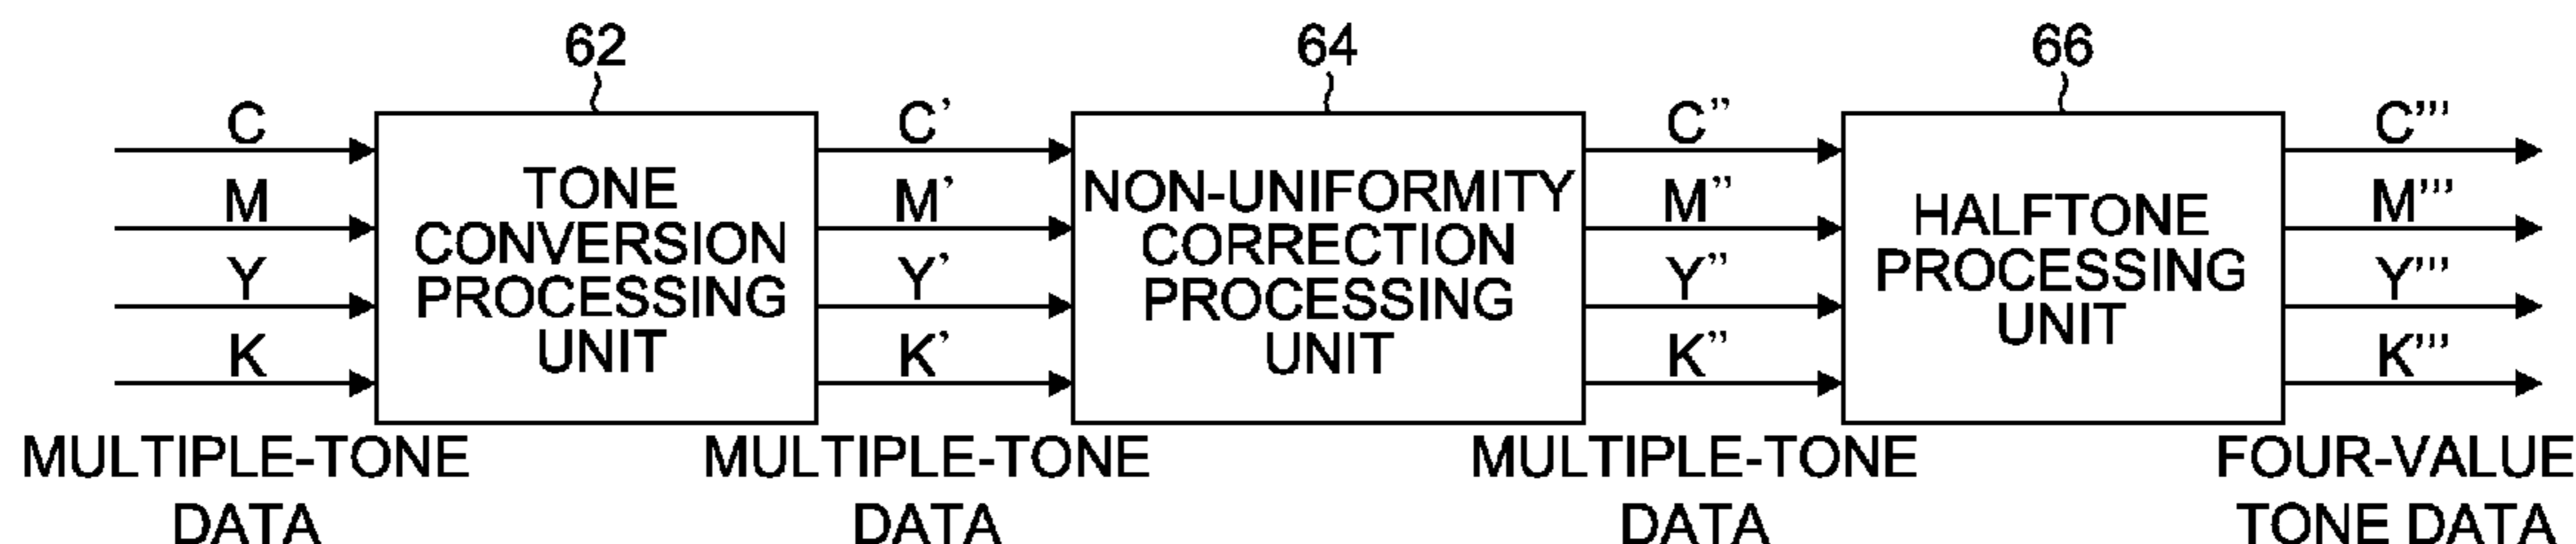 62
64
66
C
M
Y
K
TONE
CONVERSION
PROCESSING
UNIT
C’
M’
Y’
K’
NON-UNIFORMITY
CORRECTION
PROCESSING
UNIT
C’’
M’’
Y’’
K’’
HALFTONE
PROCESSING
UNIT
C’’’
M’’’
Y’’’
K’’’
MULTIPLE-TONE
DATA
MULTIPLE-TONE
DATA
MULTIPLE-TONE
DATA
FOUR-VALUE
TONE DATA